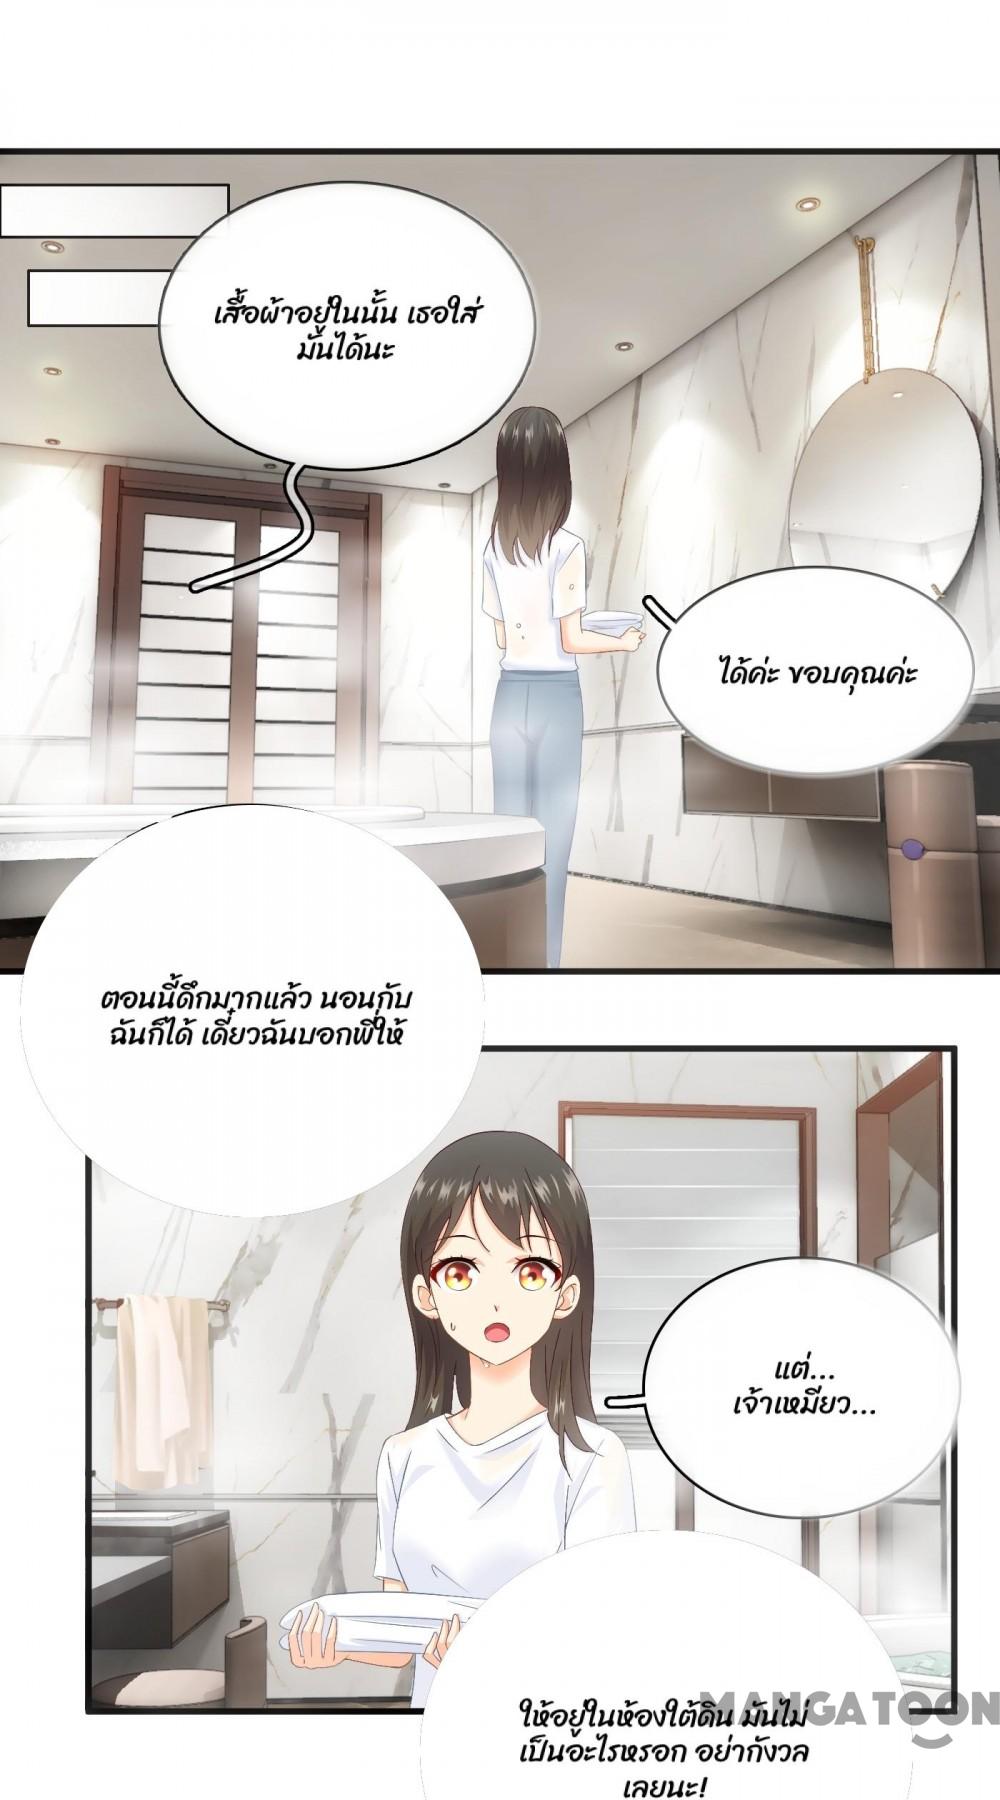 เสื้อผ้าอยู่ในนั้น เธอใส่
มันได้นะ
ได้ค่ะ ขอบคุณค่ะ
ตอนนี้ดึกมากแล้ว นอนกับ
ฉันก็ได้ เดี๋ยวฉันบอกพี่ให้
แต่...
เจ้าเหมียว...
ให้อยู่ในห้องใต้ดิน มันไม่
เป็นอะไรหรอก อย่ากังวล
เลยนะ!
MANGATOON